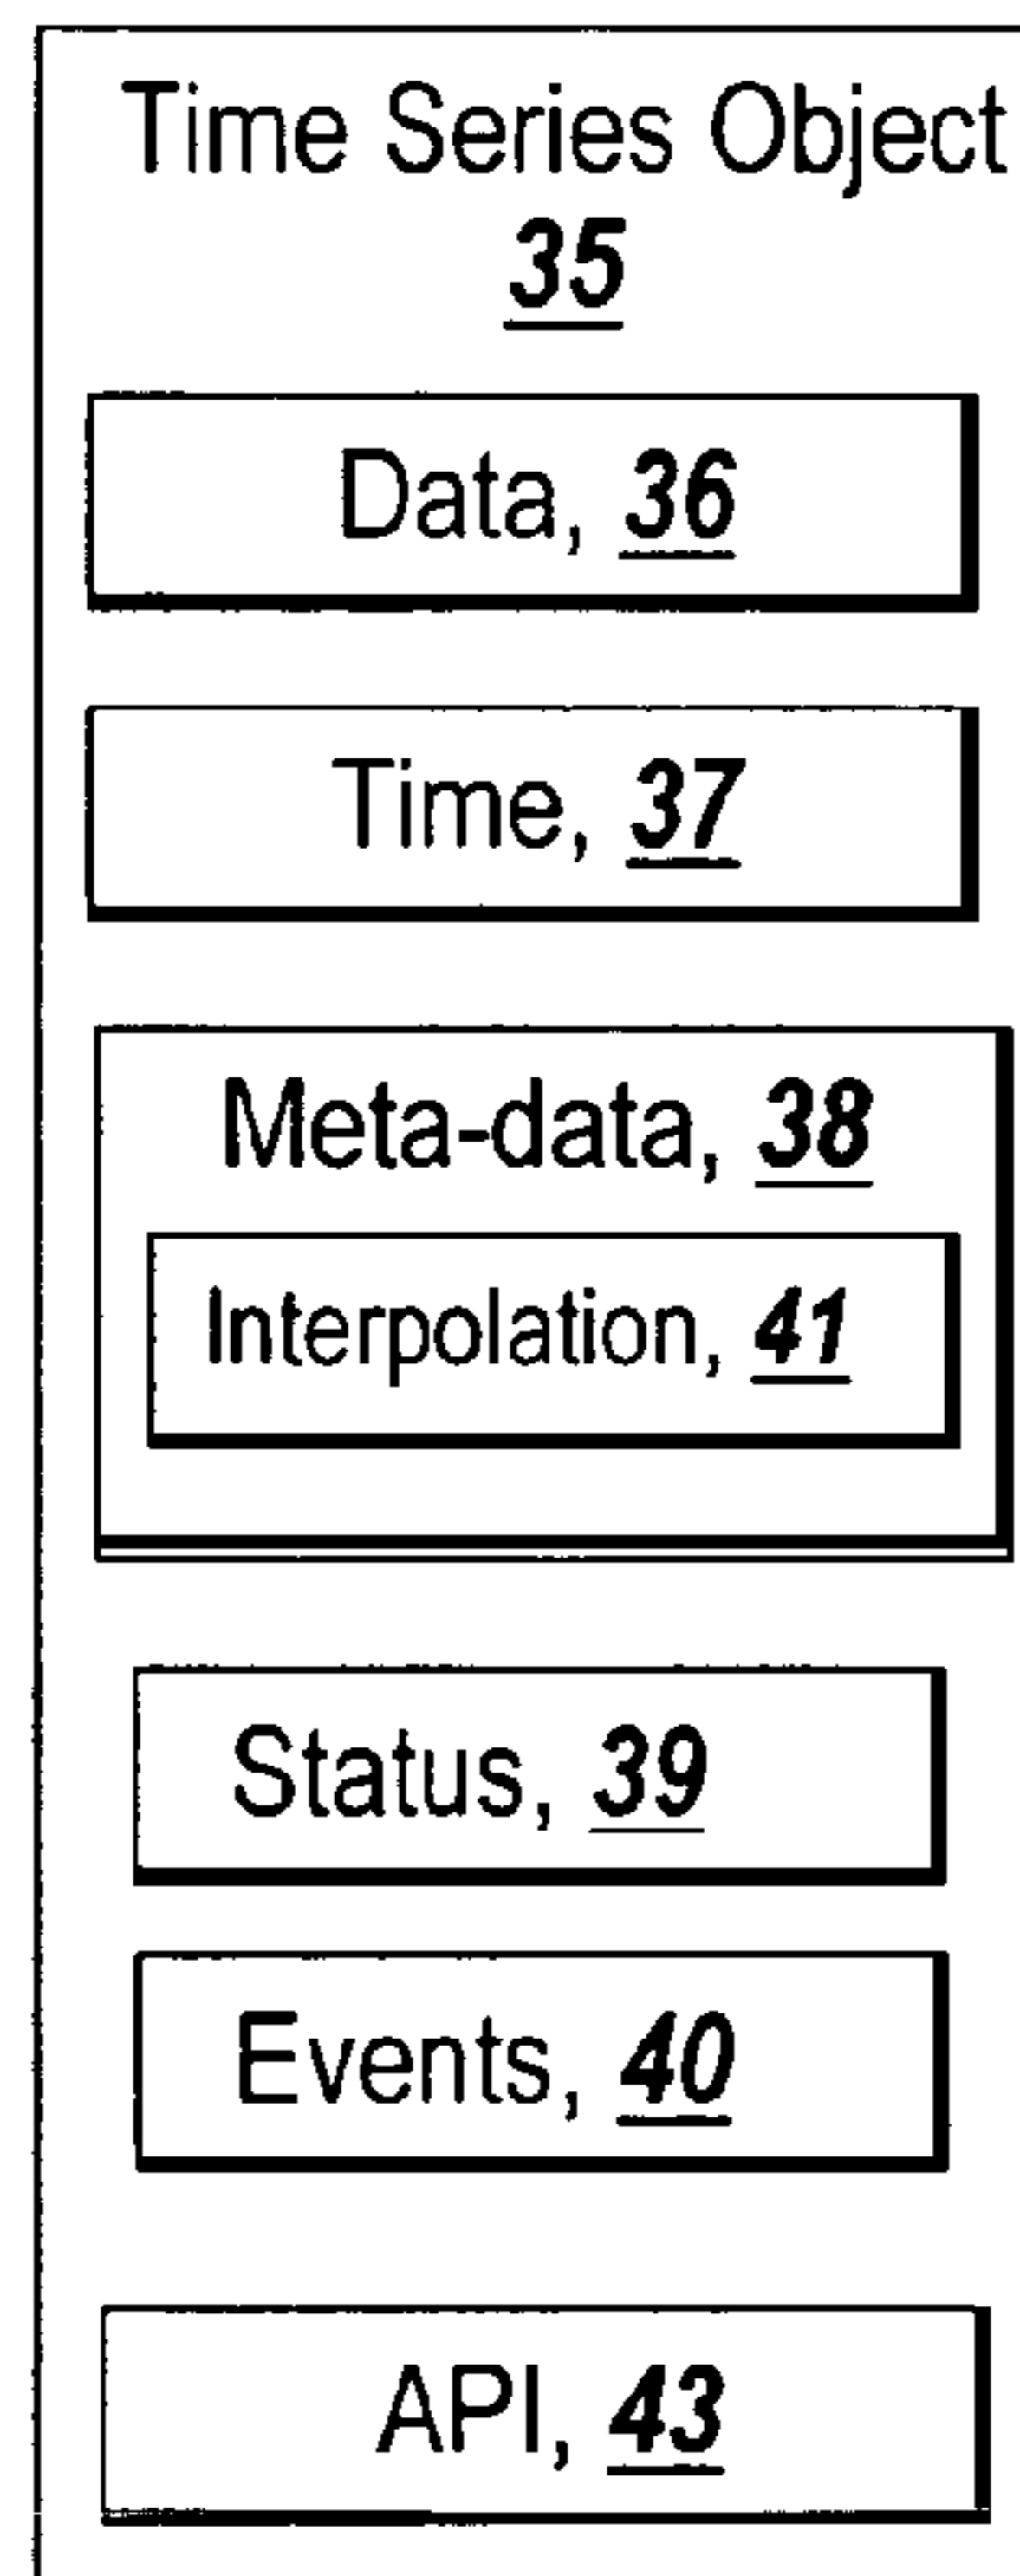 Time Series Object
35
Data, 36
Time, 37
Meta-data, 38
Interpolation, 41
Status, 39
Events, 40
API, 43